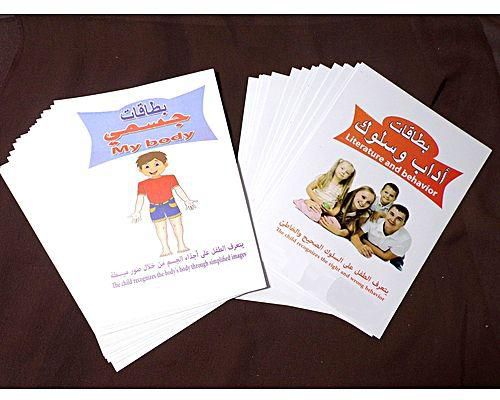 بطاقات
جسمي
My body
يتعرف الطفل على أجزاء الجسم من خلال صور مبسطة
The child recognizes the body's body through simplified images
بطاقات
آداب وسلوك
Literature and behavior
يتعرف الطفل على السلوك الصحيح والخاطئ
The child recognizes the right and wrong behavior